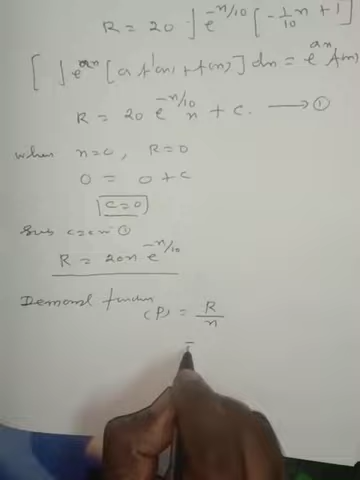 R = 20 ∫ e^{-x/10} [-1/10 x + 1]
[∫ e^{ax} [a f(x) + f'(x)] dx = e^{ax} f(x)
R = 20 e^{-x/10} x + c. ⟶ ①
when x=0, R=0
0 = 0 + c
c=0
Sub c=0 in ①
R = 20x e^{-x/10}
Demand function
(P) = R/x